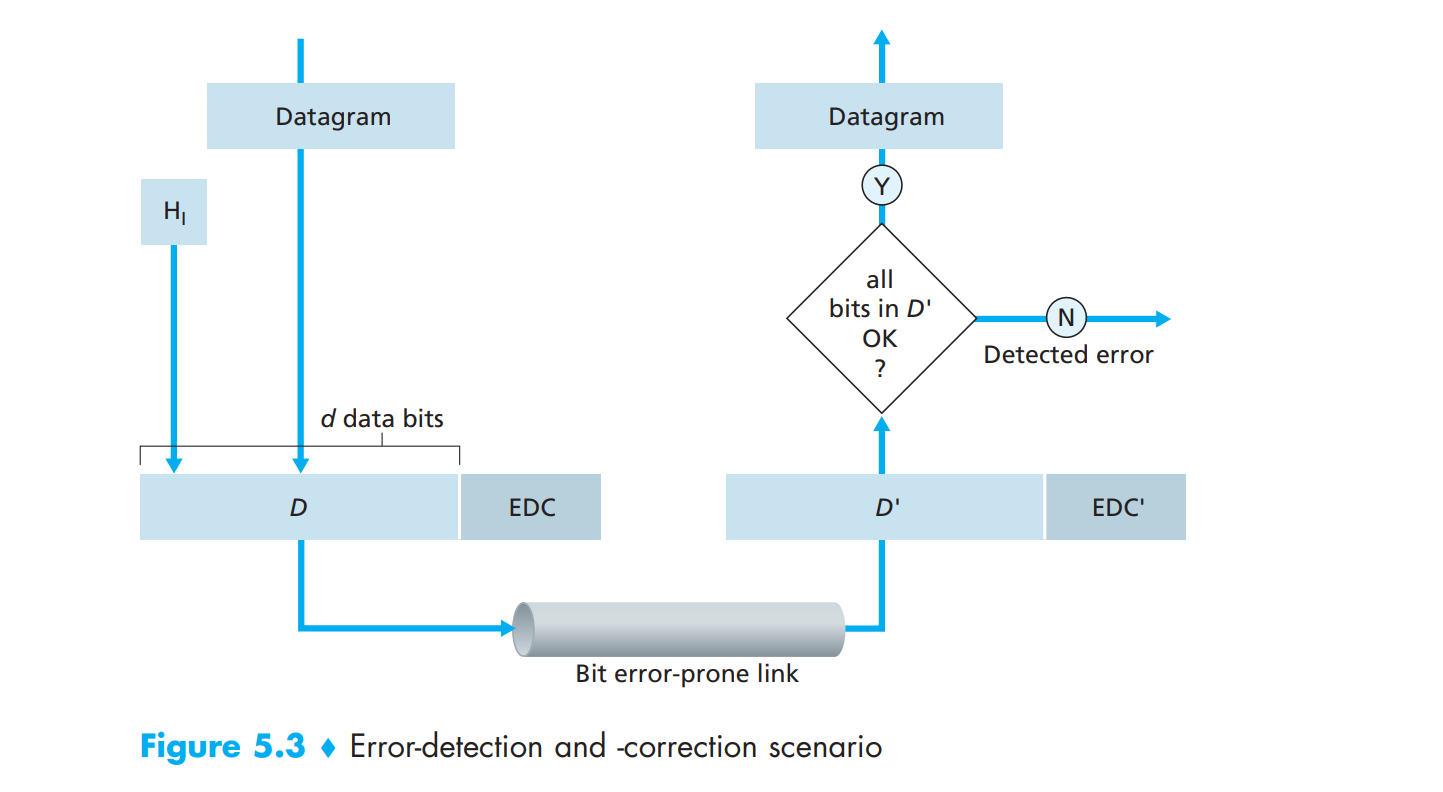 Datagram
Datagram
Y
Hl
all
bits in D'
OK
?
N
Detected error
d data bits
D
EDC
D'
EDC'
Bit error-prone link
Figure 5.3 ♦ Error-detection and -correction scenario